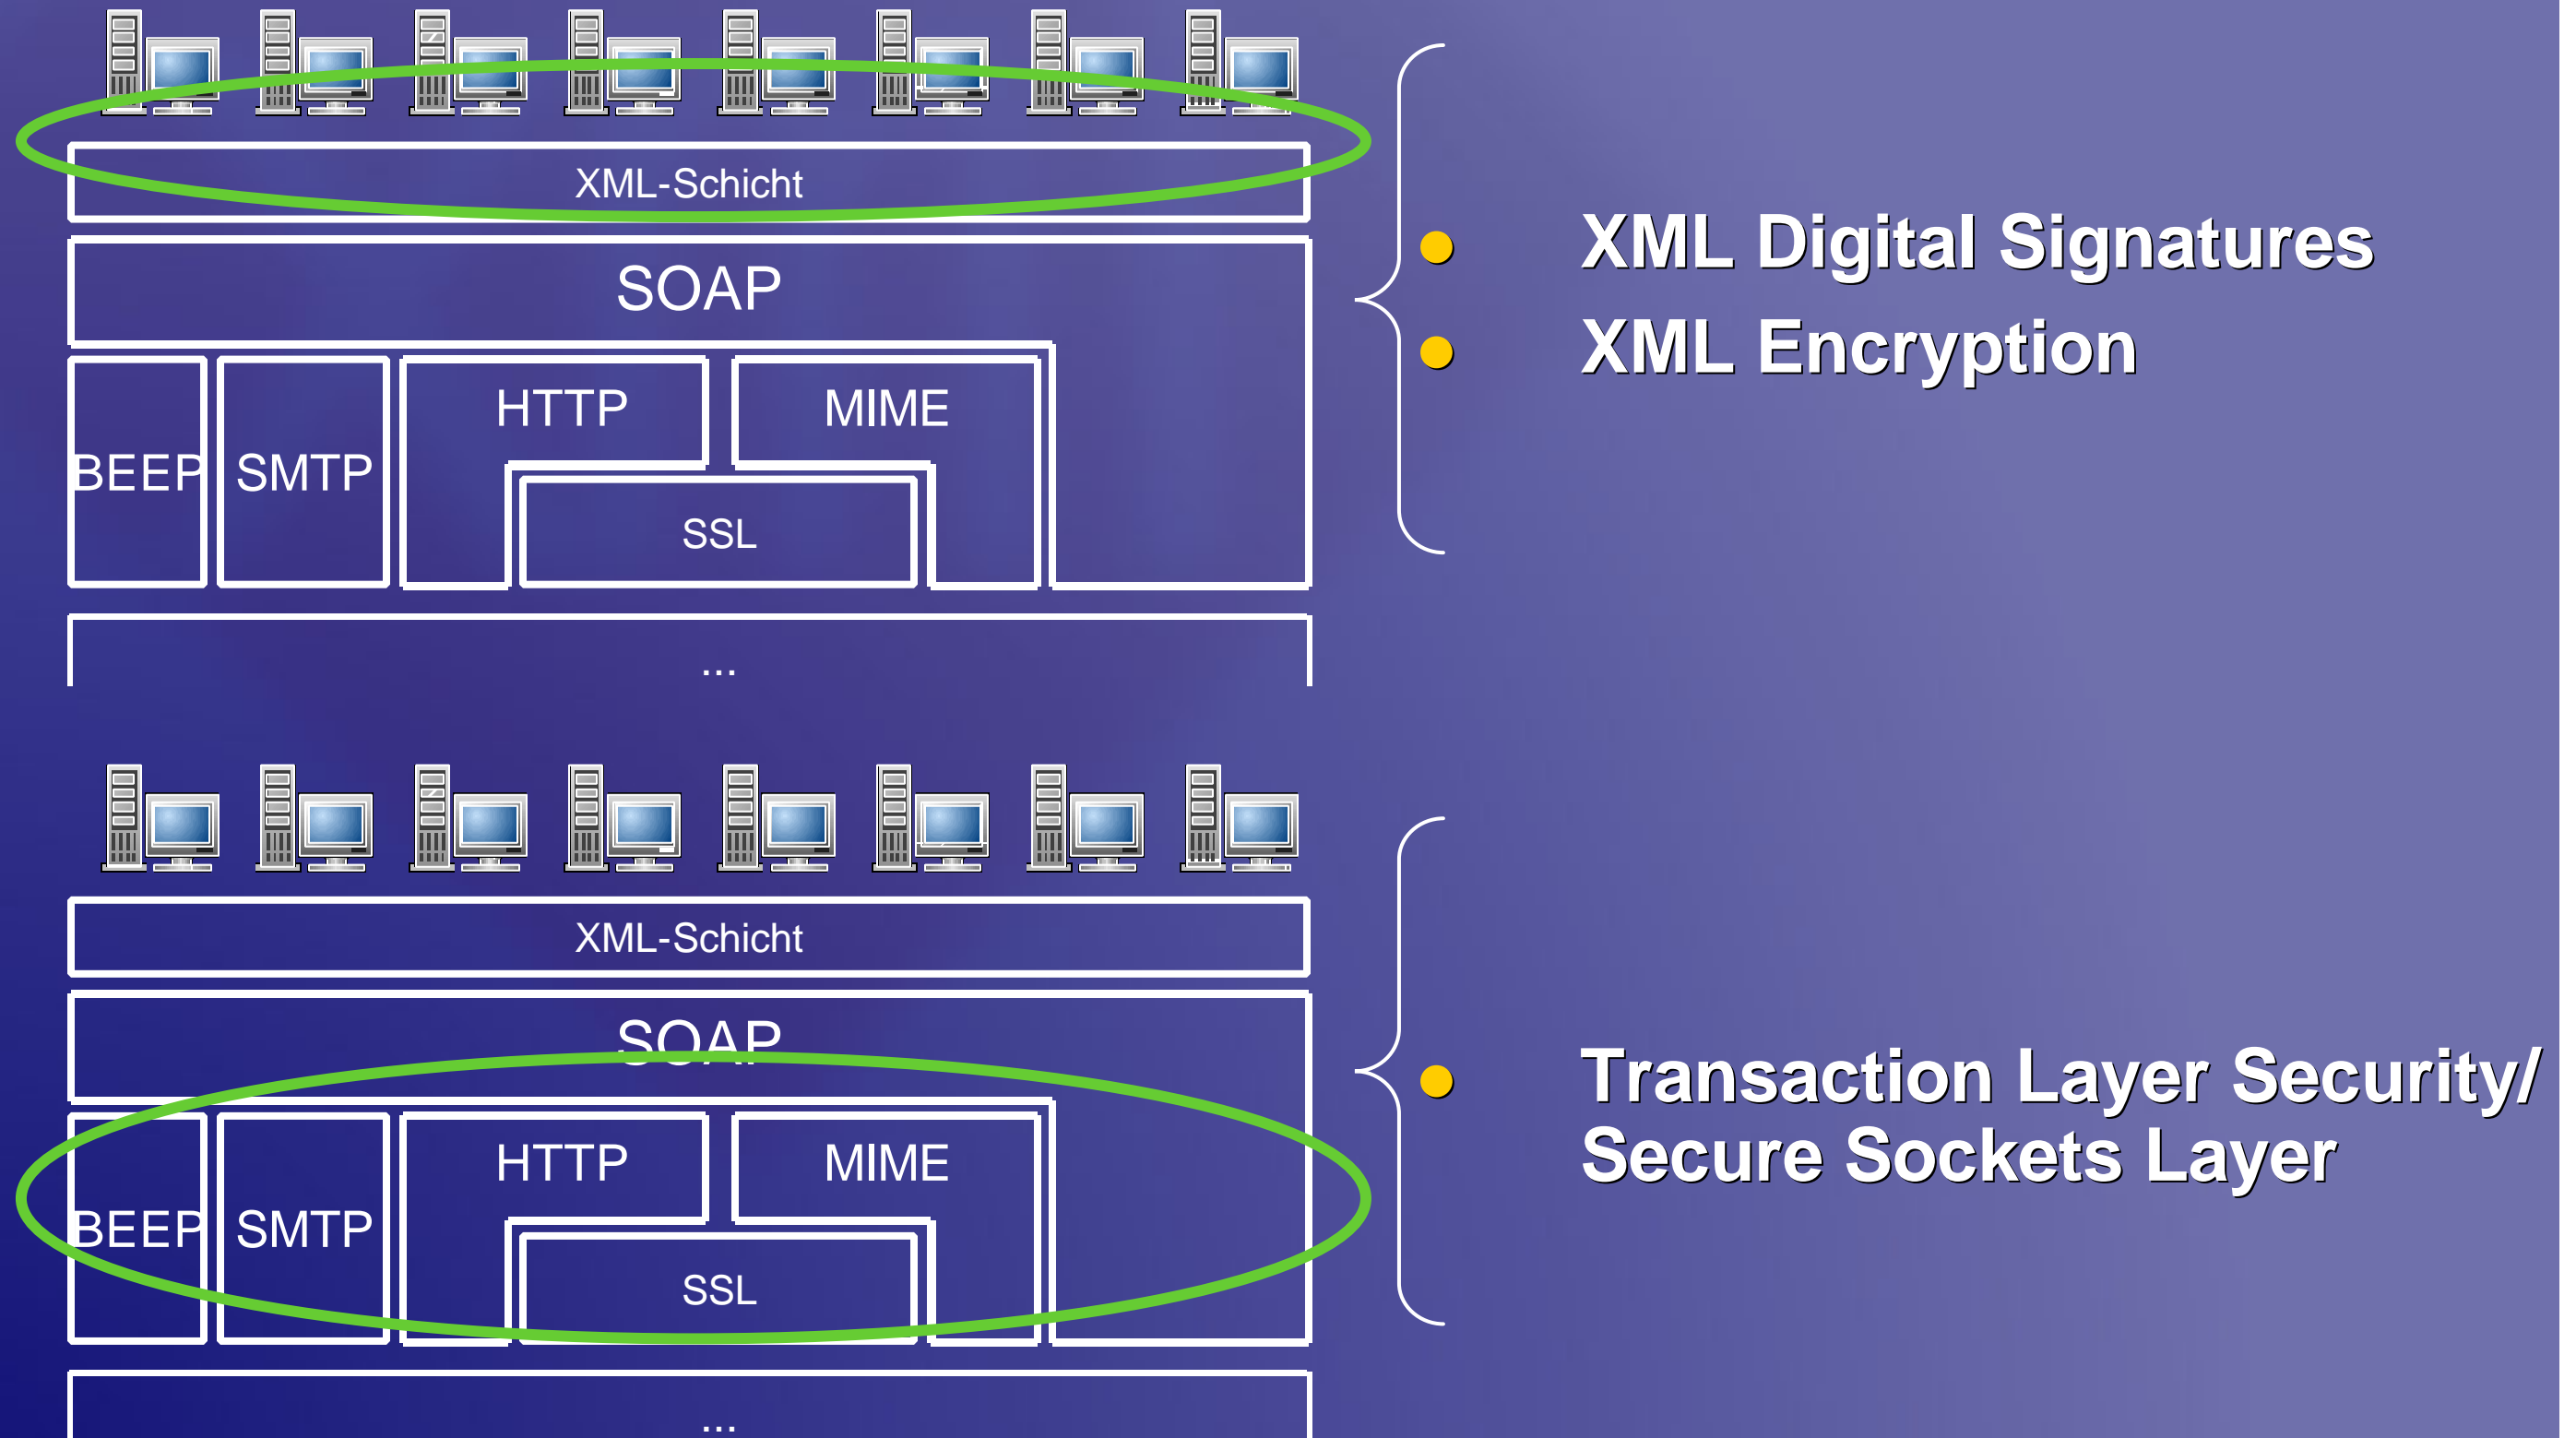 XML-Schicht
SOAP
HTTP
MIME
BEEP
SMTP
SSL
...
XML Digital Signatures
XML Encryption
XML-Schicht
SOAP
HTTP
MIME
BEEP
SMTP
SSL
...
Transaction Layer Security/
Secure Sockets Layer